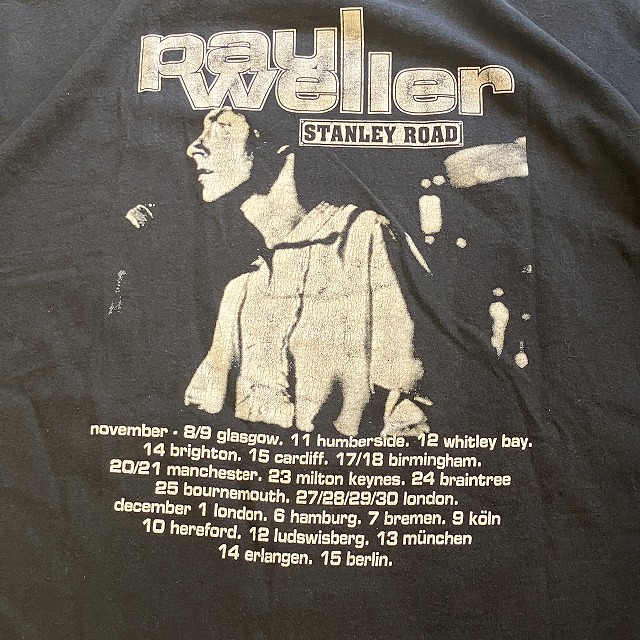 paul
weller
STANLEY ROAD
november - 8/9 glasgow. 11 humberside. 12 whitley bay.
14 brighton. 15 cardiff. 17/18 birmingham.
20/21 manchester. 23 milton keynes. 24 braintree
25 bournemouth. 27/28/29/30 london.
december 1 london. 6 hamburg. 7 bremen. 9 köln
10 hereford. 12 ludswisberg. 13 münchen
14 erlangen. 15 berlin.